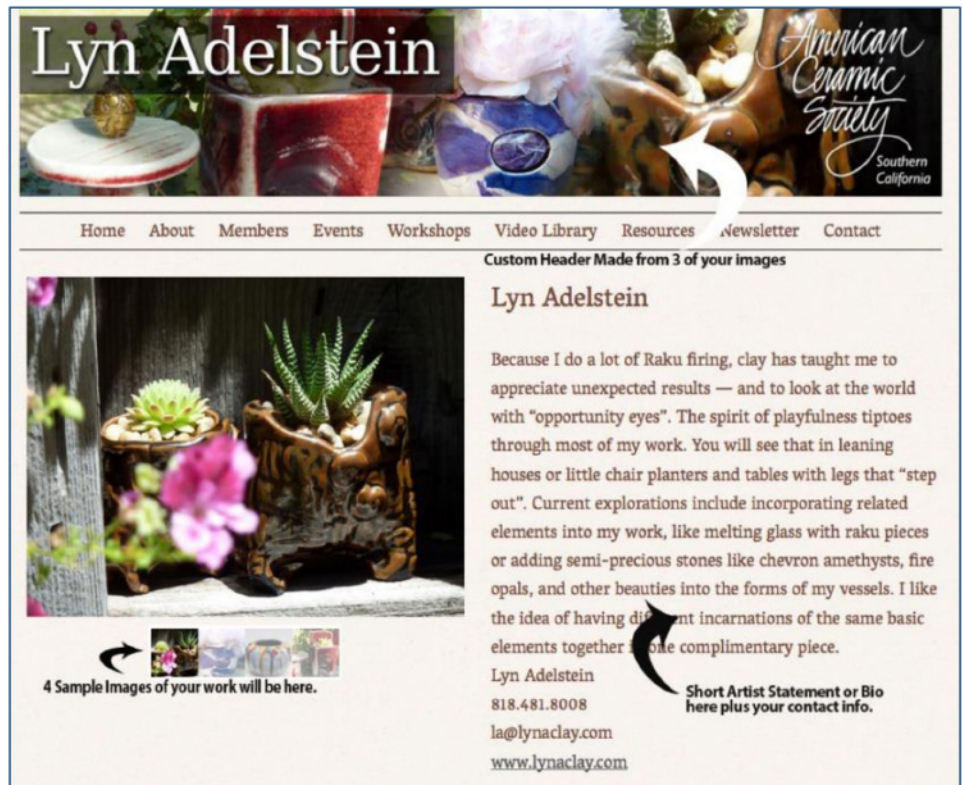 Lyn Adelstein
American
Ceramic
Society
Southern
California
Home About Members Events Workshops Video Library Resources Newsletter Contact
Custom Header Made from 3 of your images
Lyn Adelstein
Because I do a lot of Raku firing, clay has taught me to
appreciate unexpected results — and to look at the world
with “opportunity eyes”. The spirit of playfulness tiptoes
through most of my work. You will see that in leaning
houses or little chair planters and tables with legs that “step
out”. Current explorations include incorporating related
elements into my work, like melting glass with raku pieces
or adding semi-precious stones like chevron amethysts, fire
opals, and other beauties into the forms of my vessels. I like
the idea of having different incarnations of the same basic
elements together in one complimentary piece.
Lyn Adelstein
818.481.8008
la@lynaclay.com
www.lynaclay.com
4 Sample Images of your work will be here.
Short Artist Statement or Bio
here plus your contact info.